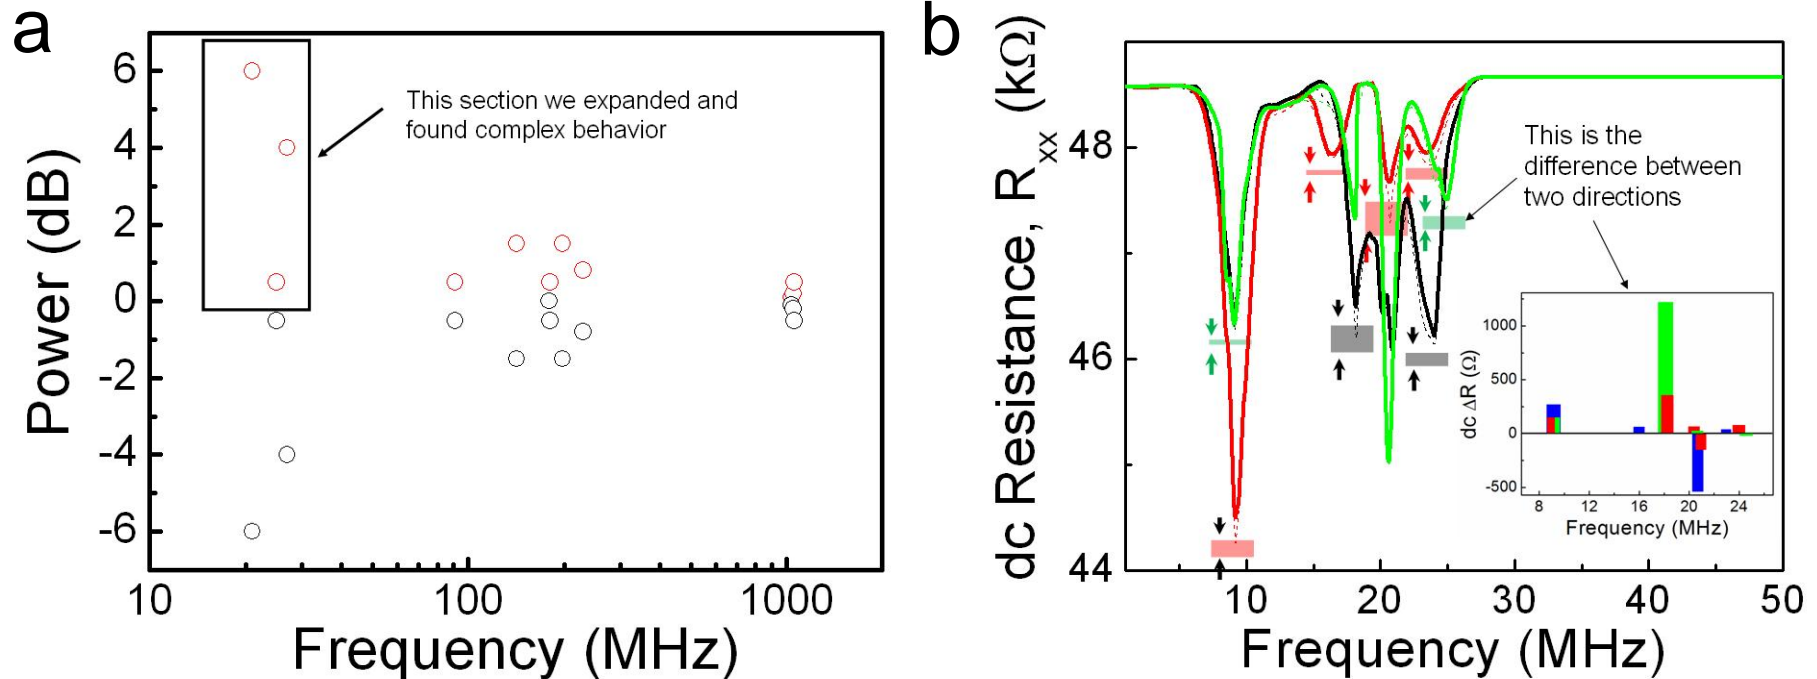 a
Power (dB)
6
4
2
0
-2
-4
-6
This section we expanded and
found complex behavior
10
100
1000
Frequency (MHz)
b
dc Resistance, Rxx (kΩ)
48
46
44
This is the
difference between
two directions
dc ΔR (Ω)
1000
500
0
-500
8
12
16
20
24
Frequency (MHz)
10
20
30
40
50
Frequency (MHz)